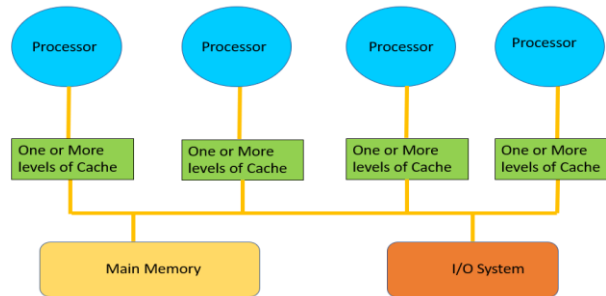 Processor
Processor
Processor
Processor
One or More
levels of Cache
One or More
levels of Cache
One or More
levels of Cache
One or More
levels of Cache
Main Memory
I/O System